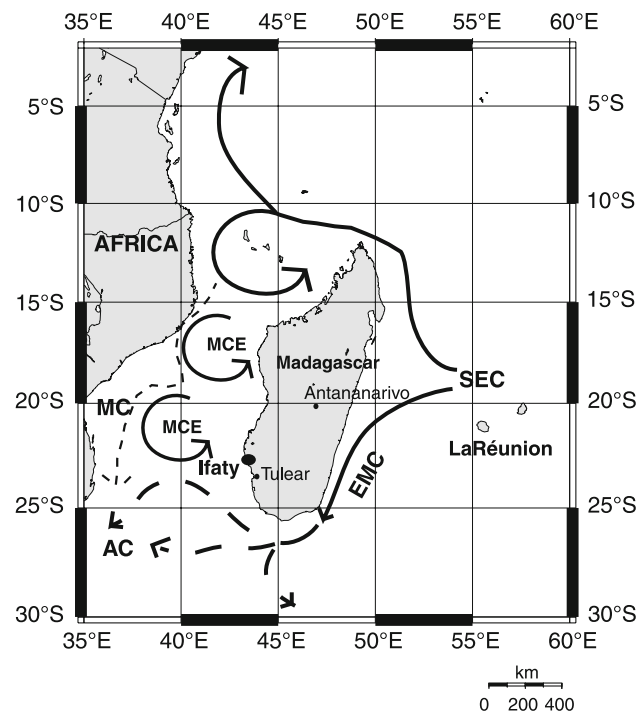 35°E 40°E 45°E 50°E 55°E 60°E
5°S 5°S
10°S 10°S
AFRICA
15°S 15°S
MCE
Madagascar
SEC
Antananarivo
20°S MC 20°S
MCE
LaRéunion
Ifaty Tulear
EMC
25°S 25°S
AC
30°S 30°S
35°E 40°E 45°E 50°E 55°E 60°E
km
0 200 400